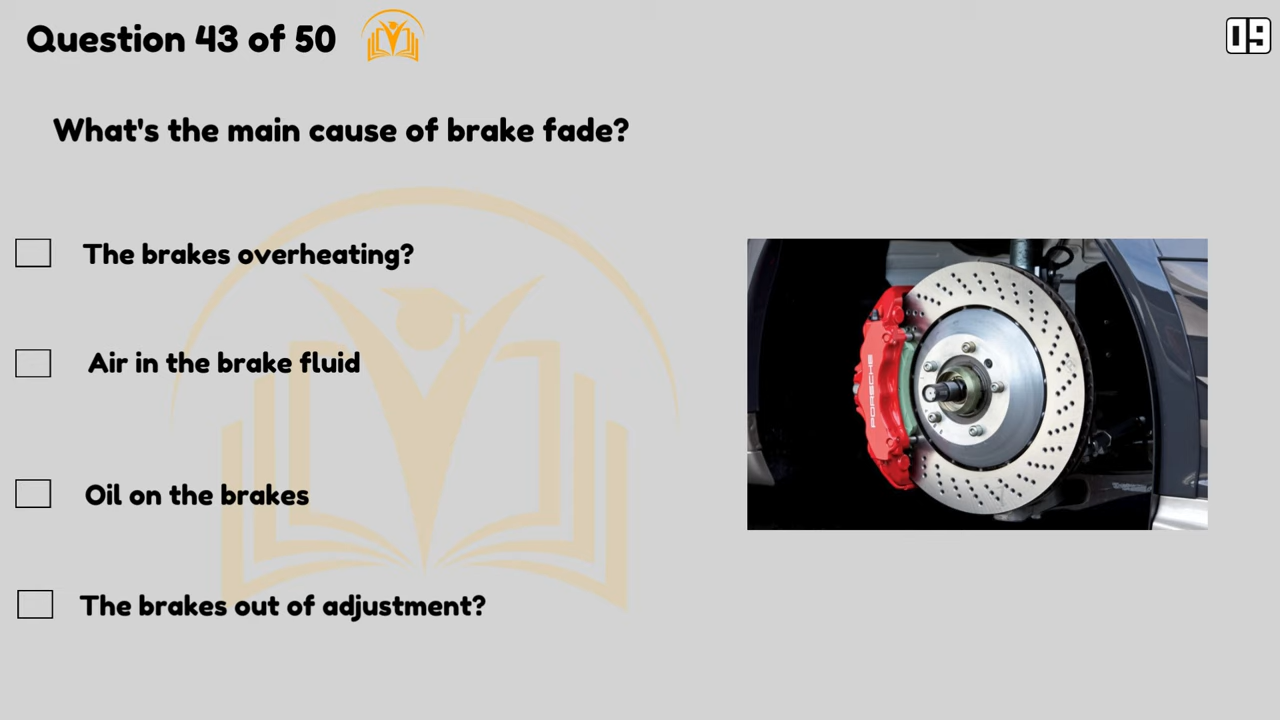 Question 43 of 50
09
What's the main cause of brake fade?
The brakes overheating?
Air in the brake fluid
Oil on the brakes
The brakes out of adjustment?
PORSCHE